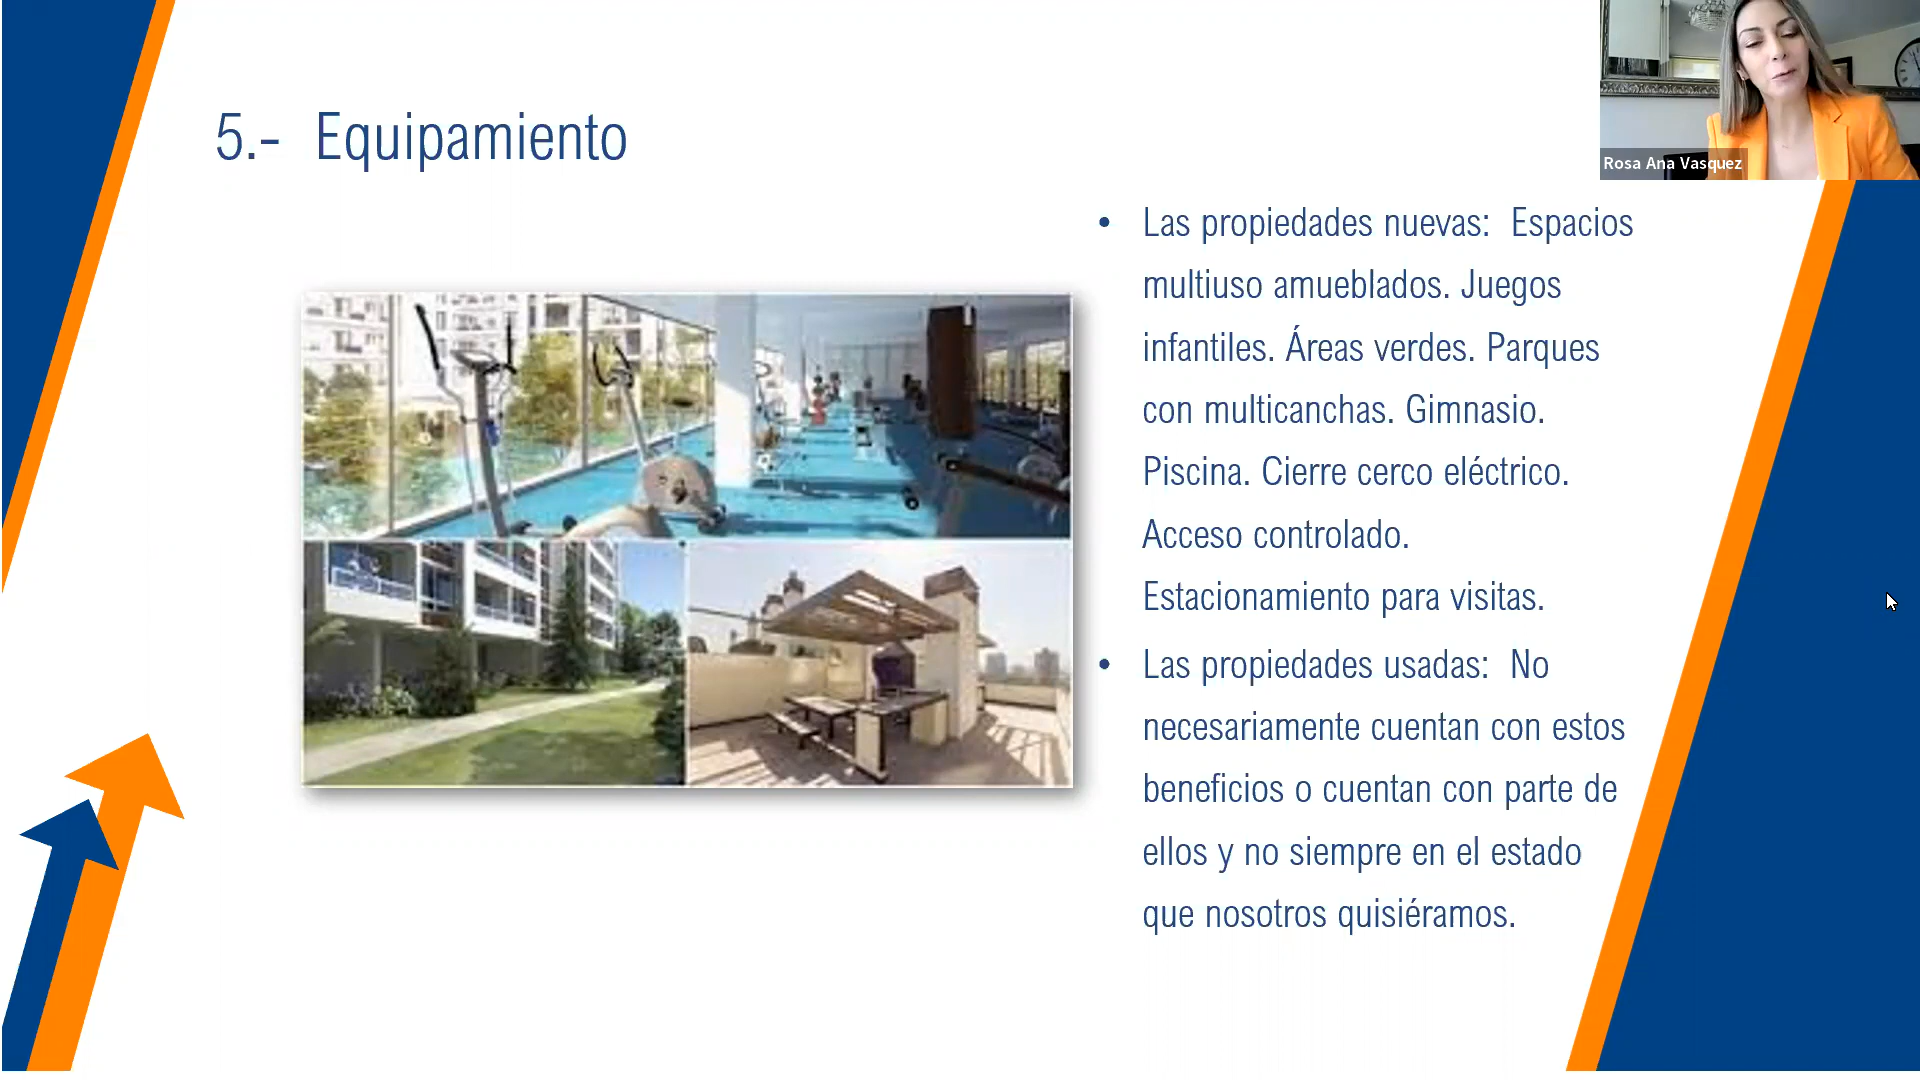 5.- Equipamiento
Rosa Ana Vasquez
• Las propiedades nuevas: Espacios
multiuso amueblados. Juegos
infantiles. Áreas verdes. Parques
con multicanchas. Gimnasio.
Piscina. Cierre cerco eléctrico.
Acceso controlado.
Estacionamiento para visitas.
• Las propiedades usadas: No
necesariamente cuentan con estos
beneficios o cuentan con parte de
ellos y no siempre en el estado
que nosotros quisiéramos.